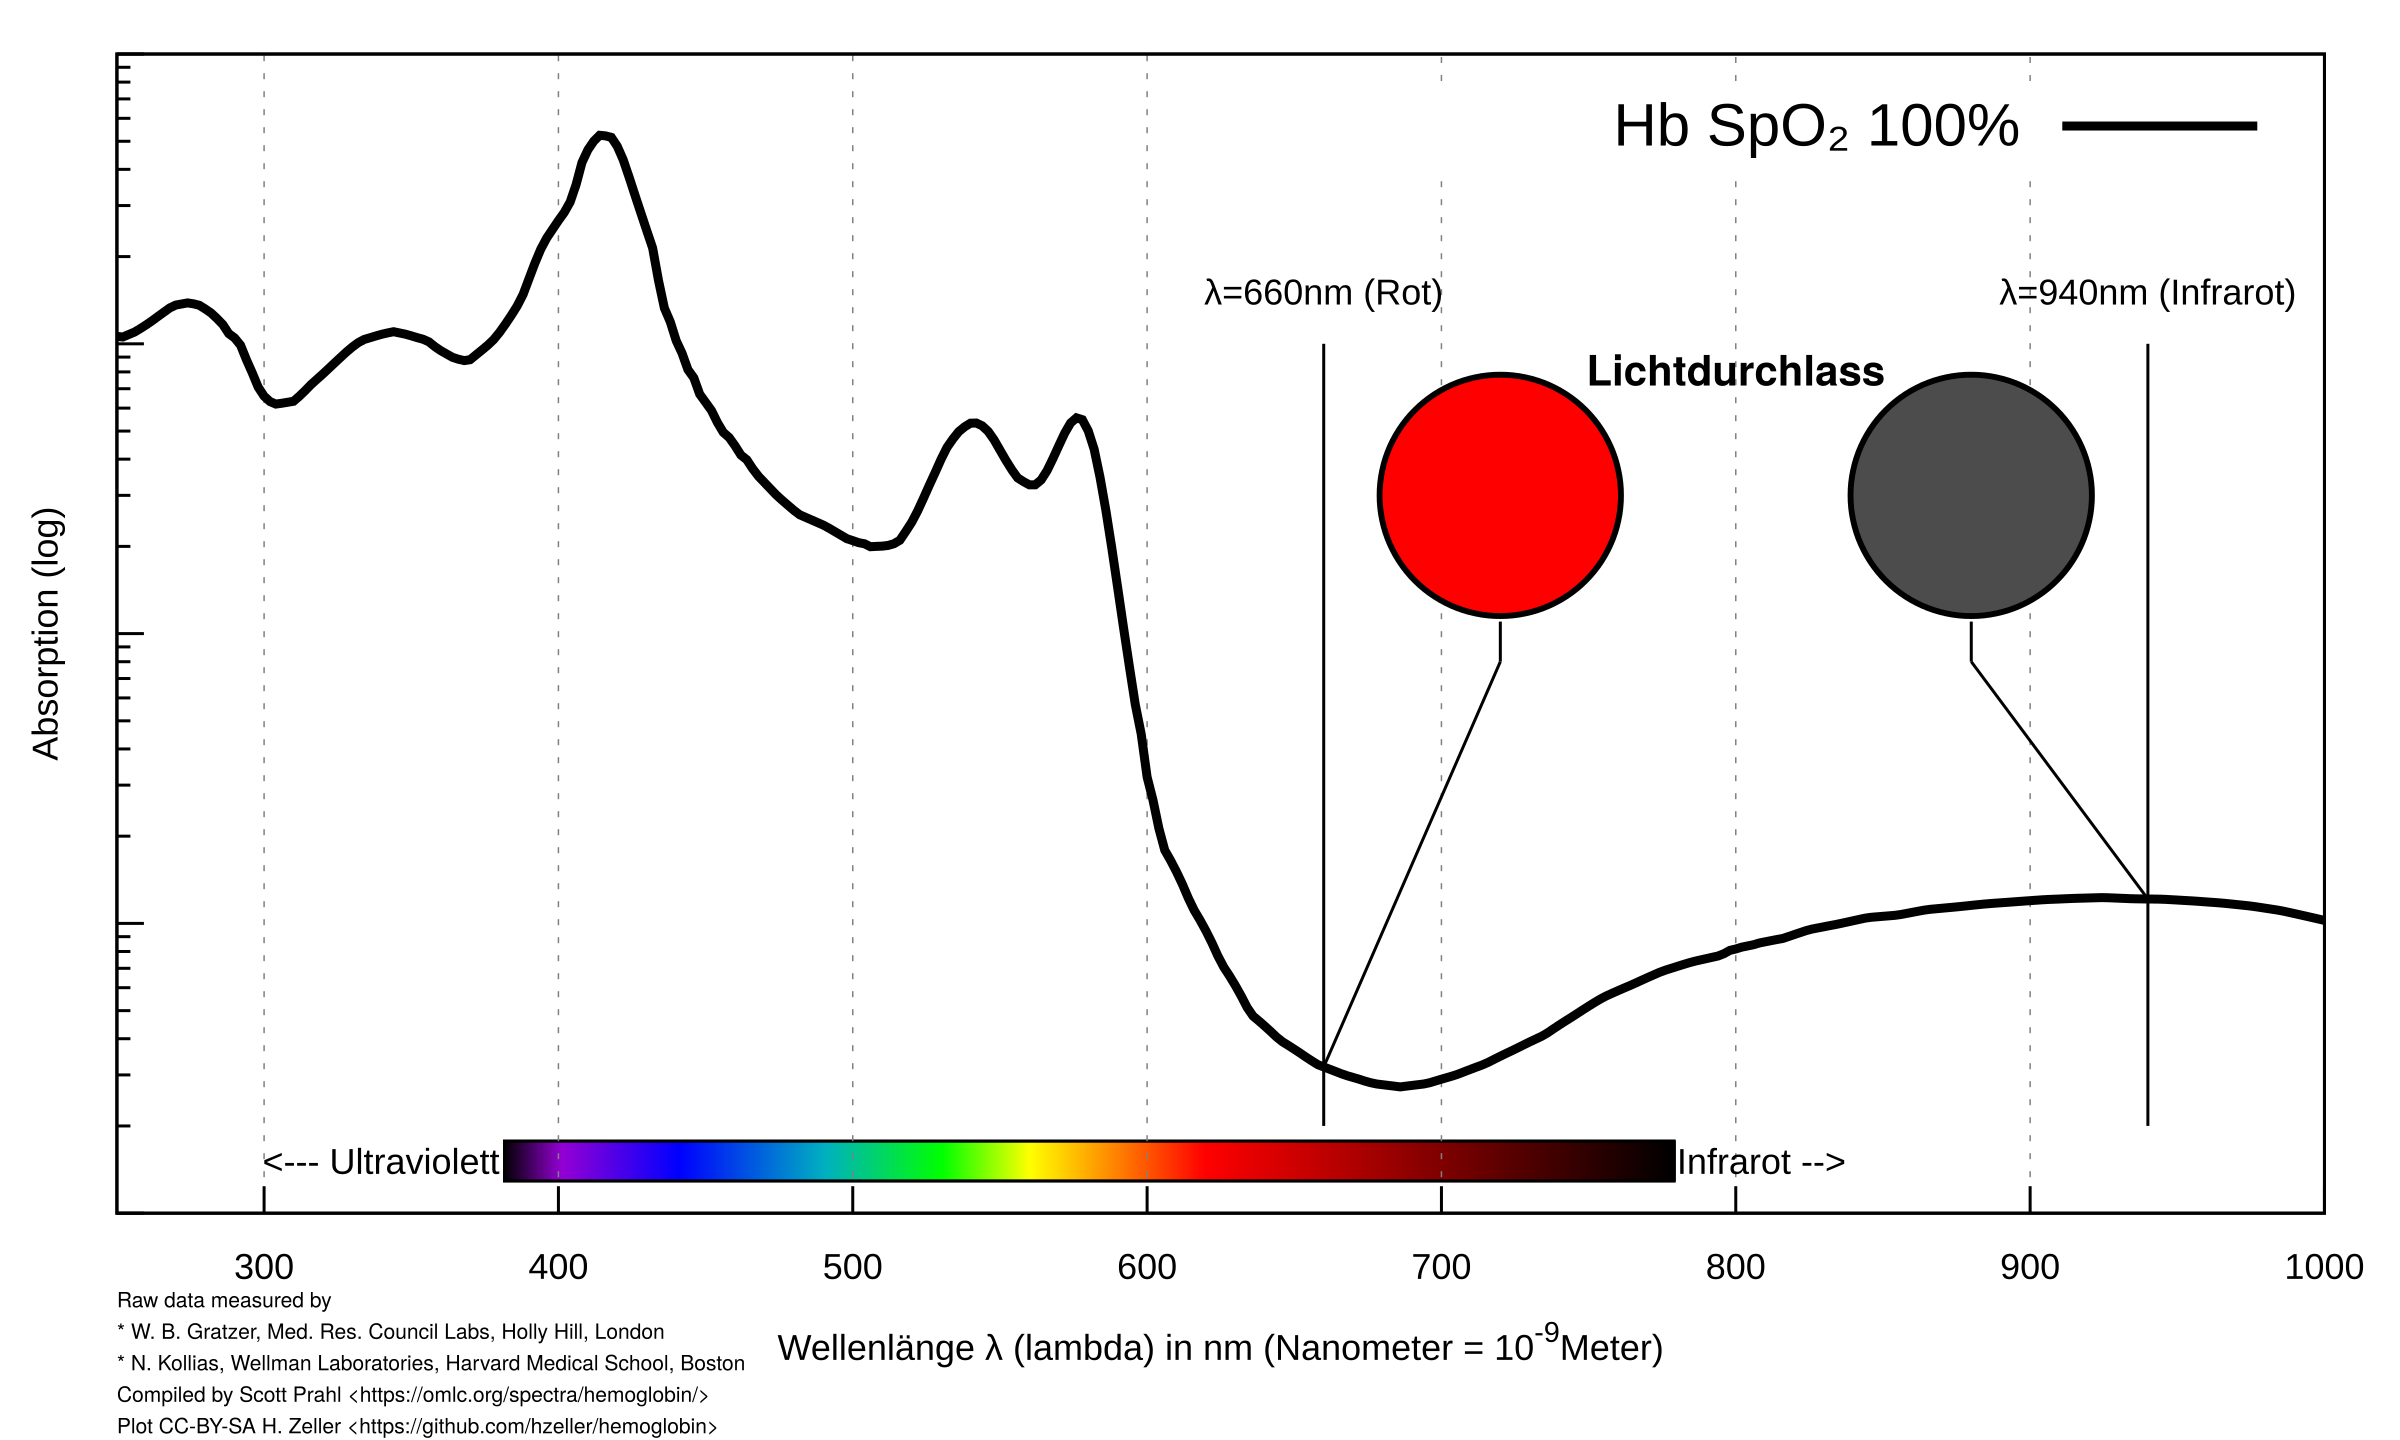 Hb SpO₂ 100%
λ=660nm (Rot)
λ=940nm (Infrarot)
Lichtdurchlass
Absorption (log)
<--- Ultraviolett
Infrarot -->
300 400 500 600 700 800 900 1000
Wellenlänge λ (lambda) in nm (Nanometer = 10⁻⁹Meter)
Raw data measured by
* W. B. Gratzer, Med. Res. Council Labs, Holly Hill, London
* N. Kollias, Wellman Laboratories, Harvard Medical School, Boston
Compiled by Scott Prahl <https://omlc.org/spectra/hemoglobin/>
Plot CC-BY-SA H. Zeller <https://github.com/hzeller/hemoglobin>